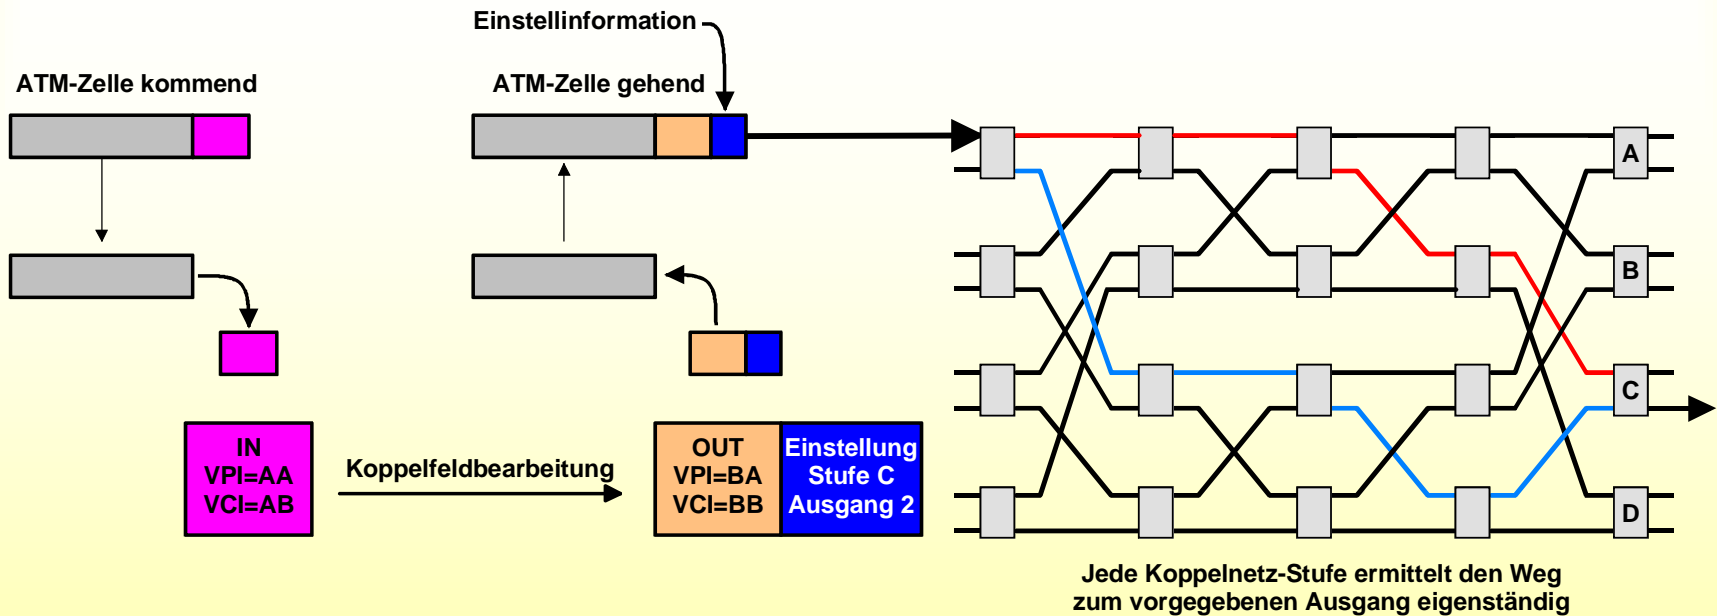 Einstellinformation
ATM-Zelle kommend
ATM-Zelle gehend
A
B
C
D
IN
VPI=AA
VCI=AB
Koppelfeldbearbeitung
OUT
VPI=BA
VCI=BB
Einstellung
Stufe C
Ausgang 2
Jede Koppelnetz-Stufe ermittelt den Weg
zum vorgegebenen Ausgang eigenständig